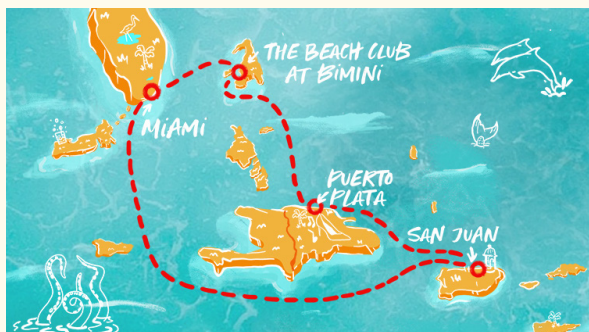 THE BEACH CLUB
AT BIMINI
MIAMI
PUERTO
PLATA
SAN JUAN